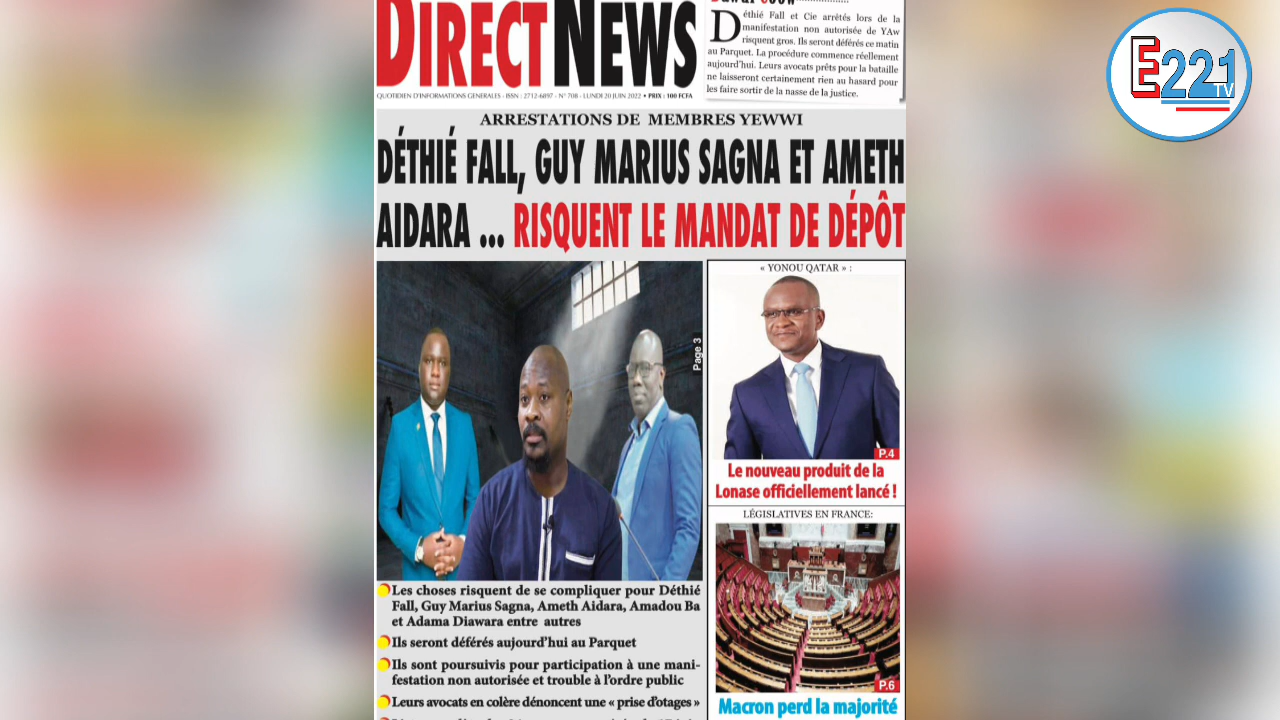 DIRECT NEWS
QUOTIDIEN D'INFORMATIONS GENERALES - ISSN : 2712-6897 - N° 708 - LUNDI 20 JUIN 2022 • PRIX : 100 FCFA
Déthié Fall et Cie arrêtés lors de la
manifestation non autorisée de YAw
risquent gros. Ils seront déférés ce matin
au Parquet. La procédure commence réellement
aujourd'hui. Leurs avocats prêts pour la bataille
ne laisseront certainement rien au hasard pour
les faire sortir de la nasse de la justice.
E221
TV
ARRESTATIONS DE MEMBRES YEWWI
DÉTHIÉ FALL, GUY MARIUS SAGNA ET AMETH
AIDARA ... RISQUENT LE MANDAT DE DÉPÔT
Page 3
Les choses risquent de se compliquer pour Déthié
Fall, Guy Marius Sagna, Ameth Aidara, Amadou Ba
et Adama Diawara entre autres
Ils seront déférés aujourd'hui au Parquet
Ils sont poursuivis pour participation à une mani-
festation non autorisée et trouble à l'ordre public
Leurs avocats en colère dénoncent une « prise d'otages »
« YONOU QATAR » :
P.4
Le nouveau produit de la
Lonase officiellement lancé !
LÉGISLATIVES EN FRANCE:
P.6
Macron perd la majorité